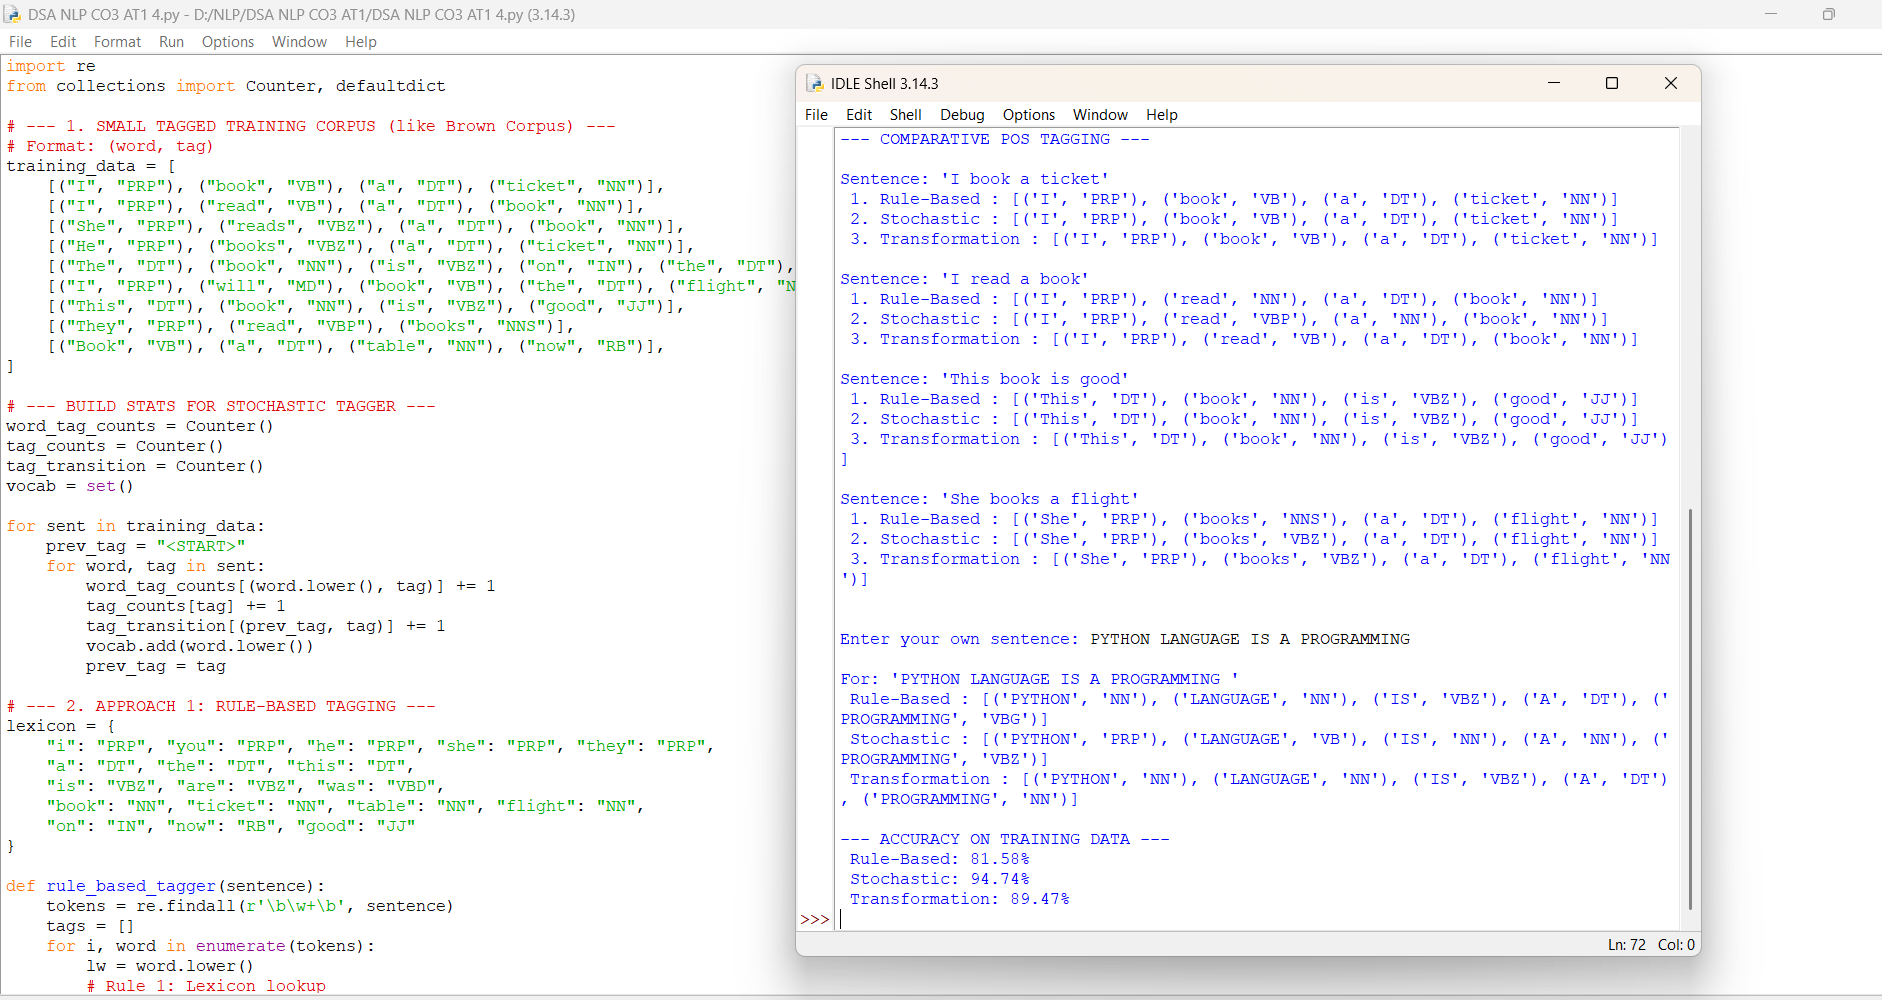 DSA NLP CO3 AT1 4.py - D:/NLP/DSA NLP CO3 AT1/DSA NLP CO3 AT1 4.py (3.14.3)
File Edit Format Run Options Window Help
import re
from collections import Counter, defaultdict

# --- 1. SMALL TAGGED TRAINING CORPUS (like Brown Corpus) ---
# Format: (word, tag)
training_data = [
    [("I", "PRP"), ("book", "VB"), ("a", "DT"), ("ticket", "NN")],
    [("I", "PRP"), ("read", "VB"), ("a", "DT"), ("book", "NN")],
    [("She", "PRP"), ("reads", "VBZ"), ("a", "DT"), ("book", "NN")],
    [("He", "PRP"), ("books", "VBZ"), ("a", "DT"), ("ticket", "NN")],
    [("The", "DT"), ("book", "NN"), ("is", "VBZ"), ("on", "IN"), ("the", "DT"),
    [("I", "PRP"), ("will", "MD"), ("book", "VB"), ("the", "DT"), ("flight", "N
    [("This", "DT"), ("book", "NN"), ("is", "VBZ"), ("good", "JJ")],
    [("They", "PRP"), ("read", "VBP"), ("books", "NNS")],
    [("Book", "VB"), ("a", "DT"), ("table", "NN"), ("now", "RB")],
]

# --- BUILD STATS FOR STOCHASTIC TAGGER ---
word_tag_counts = Counter()
tag_counts = Counter()
tag_transition = Counter()
vocab = set()

for sent in training_data:
    prev_tag = "<START>"
    for word, tag in sent:
        word_tag_counts[(word.lower(), tag)] += 1
        tag_counts[tag] += 1
        tag_transition[(prev_tag, tag)] += 1
        vocab.add(word.lower())
        prev_tag = tag

# --- 2. APPROACH 1: RULE-BASED TAGGING ---
lexicon = {
    "i": "PRP", "you": "PRP", "he": "PRP", "she": "PRP", "they": "PRP",
    "a": "DT", "the": "DT", "this": "DT",
    "is": "VBZ", "are": "VBZ", "was": "VBD",
    "book": "NN", "ticket": "NN", "table": "NN", "flight": "NN",
    "on": "IN", "now": "RB", "good": "JJ"
}

def rule_based_tagger(sentence):
    tokens = re.findall(r'\b\w+\b', sentence)
    tags = []
    for i, word in enumerate(tokens):
        lw = word.lower()
        # Rule 1: Lexicon lookup
IDLE Shell 3.14.3
File Edit Shell Debug Options Window Help
--- COMPARATIVE POS TAGGING ---

Sentence: 'I book a ticket'
 1. Rule-Based : [('I', 'PRP'), ('book', 'VB'), ('a', 'DT'), ('ticket', 'NN')]
 2. Stochastic : [('I', 'PRP'), ('book', 'VB'), ('a', 'DT'), ('ticket', 'NN')]
 3. Transformation : [('I', 'PRP'), ('book', 'VB'), ('a', 'DT'), ('ticket', 'NN')]

Sentence: 'I read a book'
 1. Rule-Based : [('I', 'PRP'), ('read', 'NN'), ('a', 'DT'), ('book', 'NN')]
 2. Stochastic : [('I', 'PRP'), ('read', 'VBP'), ('a', 'NN'), ('book', 'NN')]
 3. Transformation : [('I', 'PRP'), ('read', 'VB'), ('a', 'DT'), ('book', 'NN')]

Sentence: 'This book is good'
 1. Rule-Based : [('This', 'DT'), ('book', 'NN'), ('is', 'VBZ'), ('good', 'JJ')]
 2. Stochastic : [('This', 'DT'), ('book', 'NN'), ('is', 'VBZ'), ('good', 'JJ')]
 3. Transformation : [('This', 'DT'), ('book', 'NN'), ('is', 'VBZ'), ('good', 'JJ')
]

Sentence: 'She books a flight'
 1. Rule-Based : [('She', 'PRP'), ('books', 'NNS'), ('a', 'DT'), ('flight', 'NN')]
 2. Stochastic : [('She', 'PRP'), ('books', 'VBZ'), ('a', 'DT'), ('flight', 'NN')]
 3. Transformation : [('She', 'PRP'), ('books', 'VBZ'), ('a', 'DT'), ('flight', 'NN
')]

Enter your own sentence: PYTHON LANGUAGE IS A PROGRAMMING

For: 'PYTHON LANGUAGE IS A PROGRAMMING '
 Rule-Based : [('PYTHON', 'NN'), ('LANGUAGE', 'NN'), ('IS', 'VBZ'), ('A', 'DT'), ('
PROGRAMMING', 'VBG')]
 Stochastic : [('PYTHON', 'PRP'), ('LANGUAGE', 'VB'), ('IS', 'NN'), ('A', 'NN'), ('
PROGRAMMING', 'VBZ')]
 Transformation : [('PYTHON', 'NN'), ('LANGUAGE', 'NN'), ('IS', 'VBZ'), ('A', 'DT')
, ('PROGRAMMING', 'NN')]

--- ACCURACY ON TRAINING DATA ---
 Rule-Based: 81.58%
 Stochastic: 94.74%
 Transformation: 89.47%
>>>
Ln: 72 Col: 0